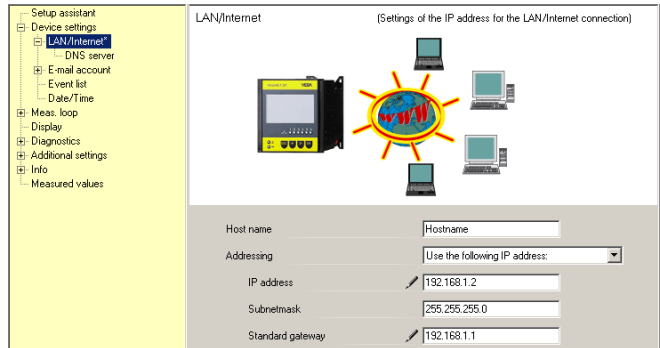 Setup assistant
Device settings
LAN/Internet*
DNS server
E-mail account
Event list
Date/Time
Meas. loop
Display
Diagnostics
Additional settings
Info
Measured values
LAN/Internet (Settings of the IP address for the LAN/Internet connection)
VEGA
WWW
Host name Hostname
Addressing Use the following IP address:
IP address 192.168.1.2
Subnetmask 255.255.255.0
Standard gateway 192.168.1.1